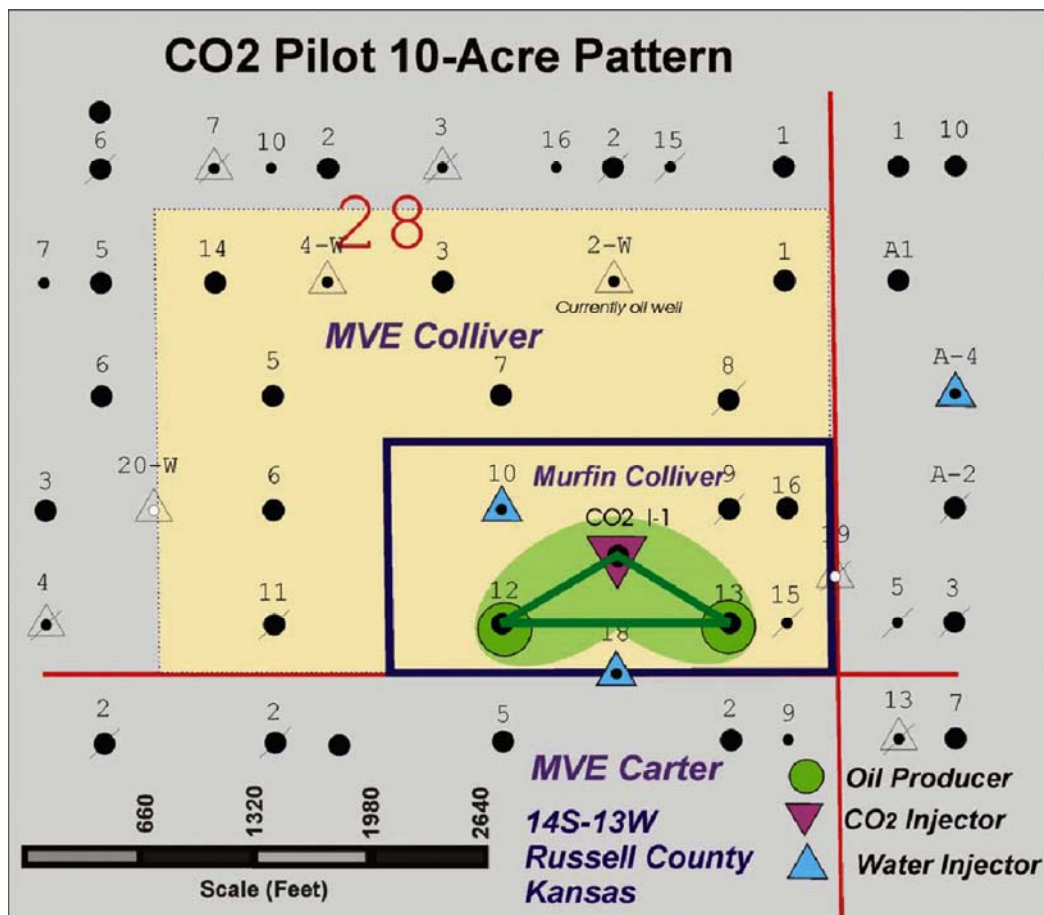 CO2 Pilot 10-Acre Pattern
6 7 10 2 3 16 2 15 1 1 10
28
7 5 14 4-W 3 2-W 1 A1
Currently oil well
MVE Colliver
6 5 7 8 A-4
20-W
3 6 10 Murfin Colliver 9 16 A-2
CO2 I-1
19
4 11 12 13 15 5 3
18
2 2 5 2 9 13 7
MVE Carter
14S-13W
Russell County
Kansas
Oil Producer
CO2 Injector
Water Injector
660 1320 1980 2640
Scale (Feet)